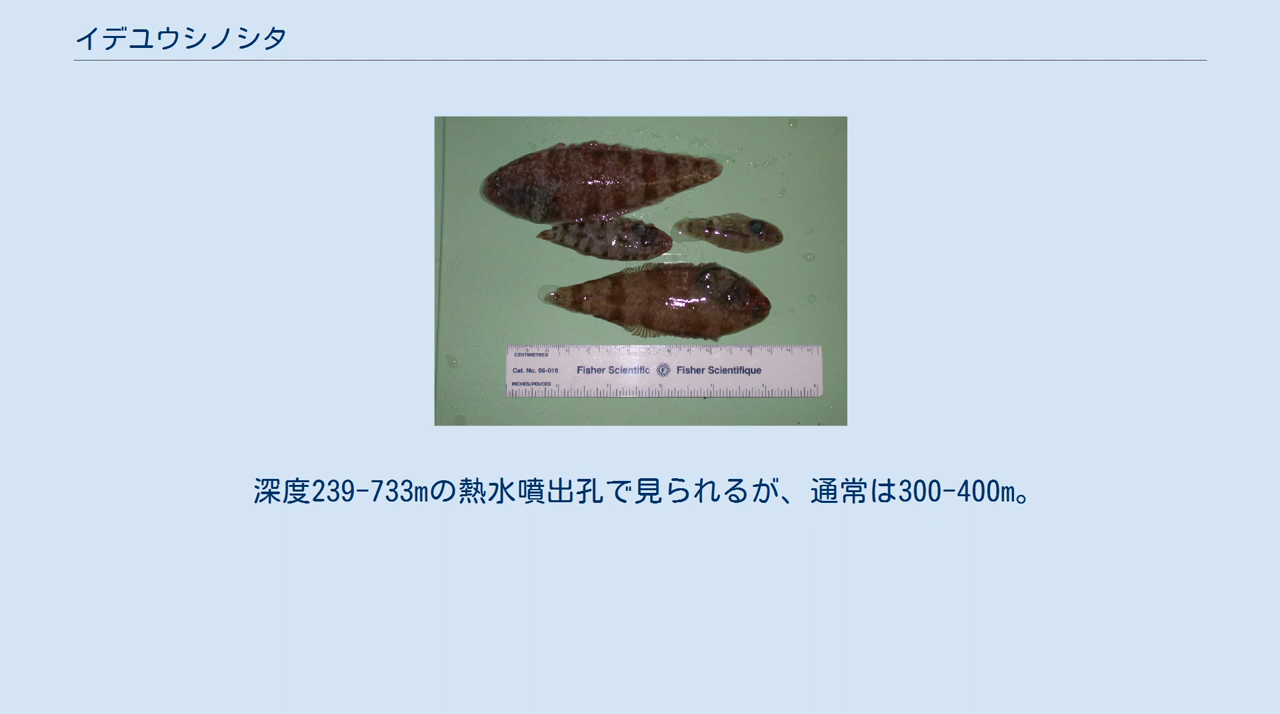 イデユウシノシタ
CENTIMETRES
Cat. No. 09-016 Fisher Scientific F Fisher Scientifique
INCHES/POUCES
深度239-733mの熱水噴出孔で見られるが、通常は300-400m。